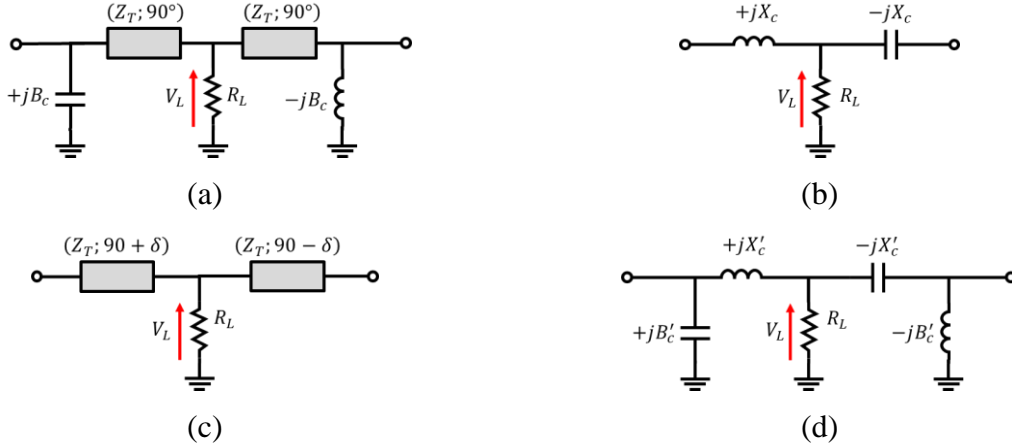 (Z_T; 90°) (Z_T; 90°)
+jB_c V_L R_L −jB_c
(a)
+jX_c −jX_c
V_L R_L
(b)
(Z_T; 90 + δ) (Z_T; 90 − δ)
V_L R_L
(c)
+jX′_c −jX′_c
+jB′_c V_L R_L −jB′_c
(d)